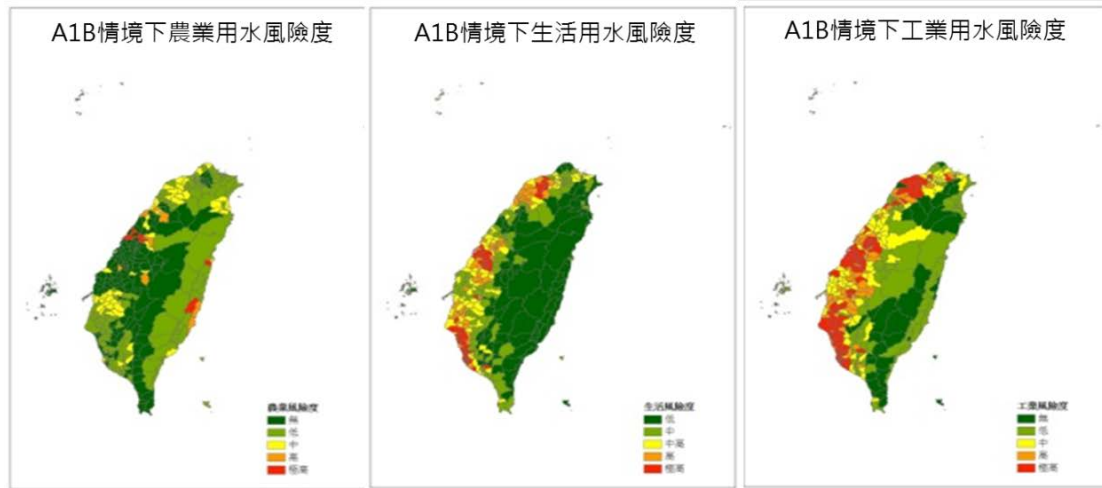 A1B情境下農業用水風險度
農業風險度
無
低
中
高
極高
A1B情境下生活用水風險度
生活風險度
低
中
中高
高
極高
A1B情境下工業用水風險度
工業風險度
無
低
中
高
極高